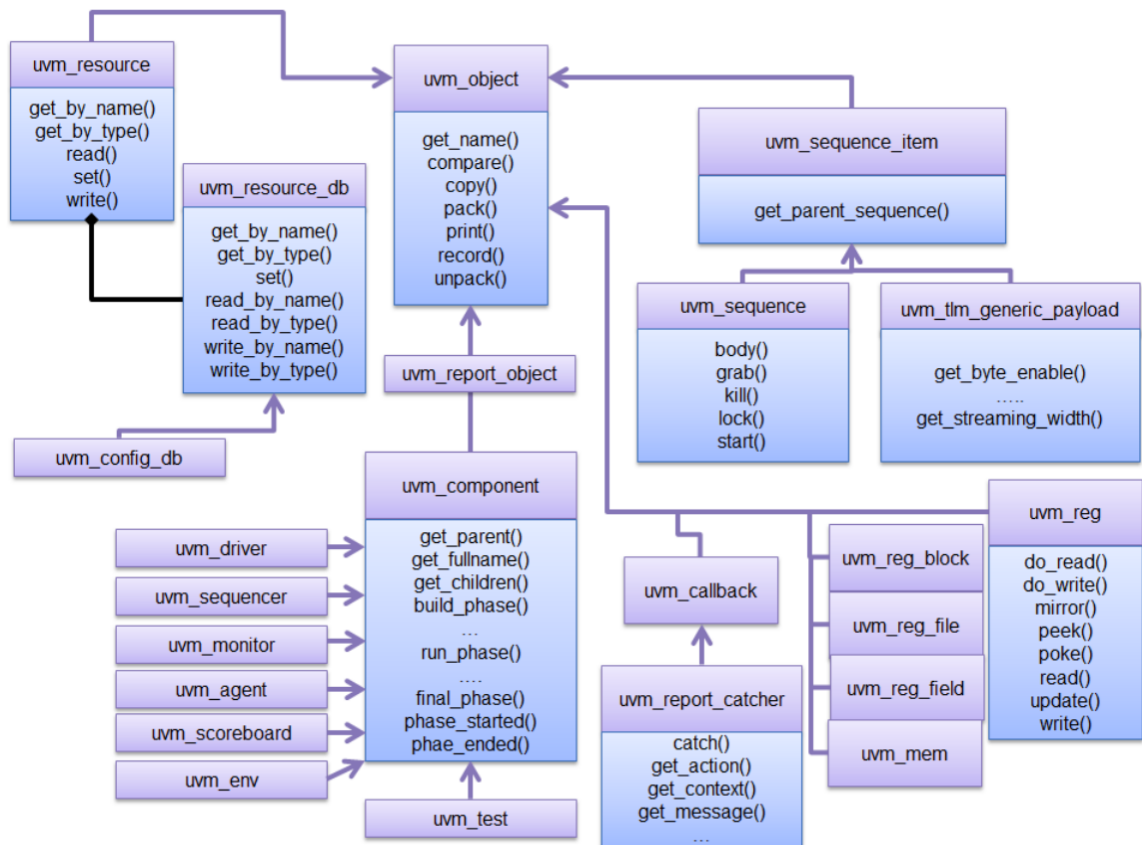 uvm_resource
get_by_name()
get_by_type()
read()
set()
write()
uvm_resource_db
get_by_name()
get_by_type()
set()
read_by_name()
read_by_type()
write_by_name()
write_by_type()
uvm_config_db
uvm_object
get_name()
compare()
copy()
pack()
print()
record()
unpack()
uvm_report_object
uvm_sequence_item
get_parent_sequence()
uvm_sequence
body()
grab()
kill()
lock()
start()
uvm_tlm_generic_payload
get_byte_enable()
.....
get_streaming_width()
uvm_component
get_parent()
get_fullname()
get_children()
build_phase()
...
run_phase()
....
final_phase()
phase_started()
phae_ended()
uvm_driver
uvm_sequencer
uvm_monitor
uvm_agent
uvm_scoreboard
uvm_env
uvm_test
uvm_callback
uvm_report_catcher
catch()
get_action()
get_context()
get_message()
...
uvm_reg_block
uvm_reg_file
uvm_reg_field
uvm_mem
uvm_reg
do_read()
do_write()
mirror()
peek()
poke()
read()
update()
write()